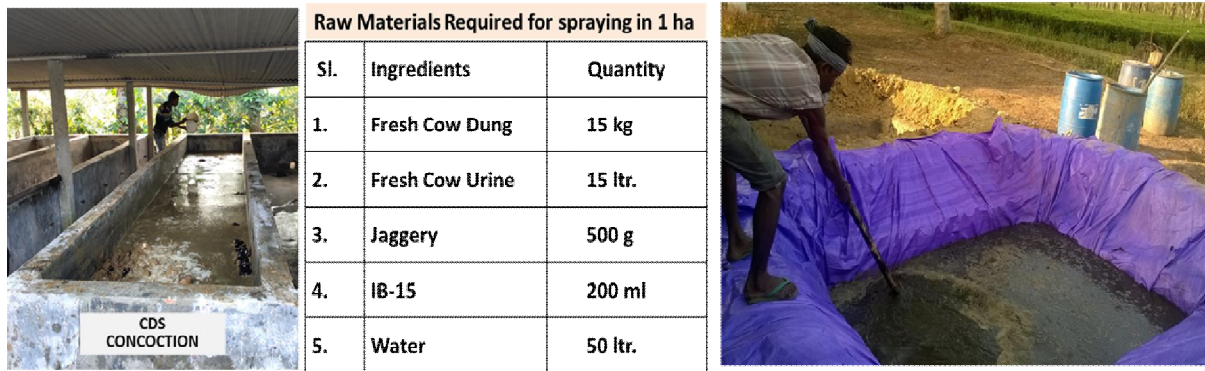 CDS
CONCOCTION
Raw Materials Required for spraying in 1 ha
Sl. Ingredients Quantity
1. Fresh Cow Dung 15 kg
2. Fresh Cow Urine 15 ltr.
3. Jaggery 500 g
4. IB-15 200 ml
5. Water 50 ltr.